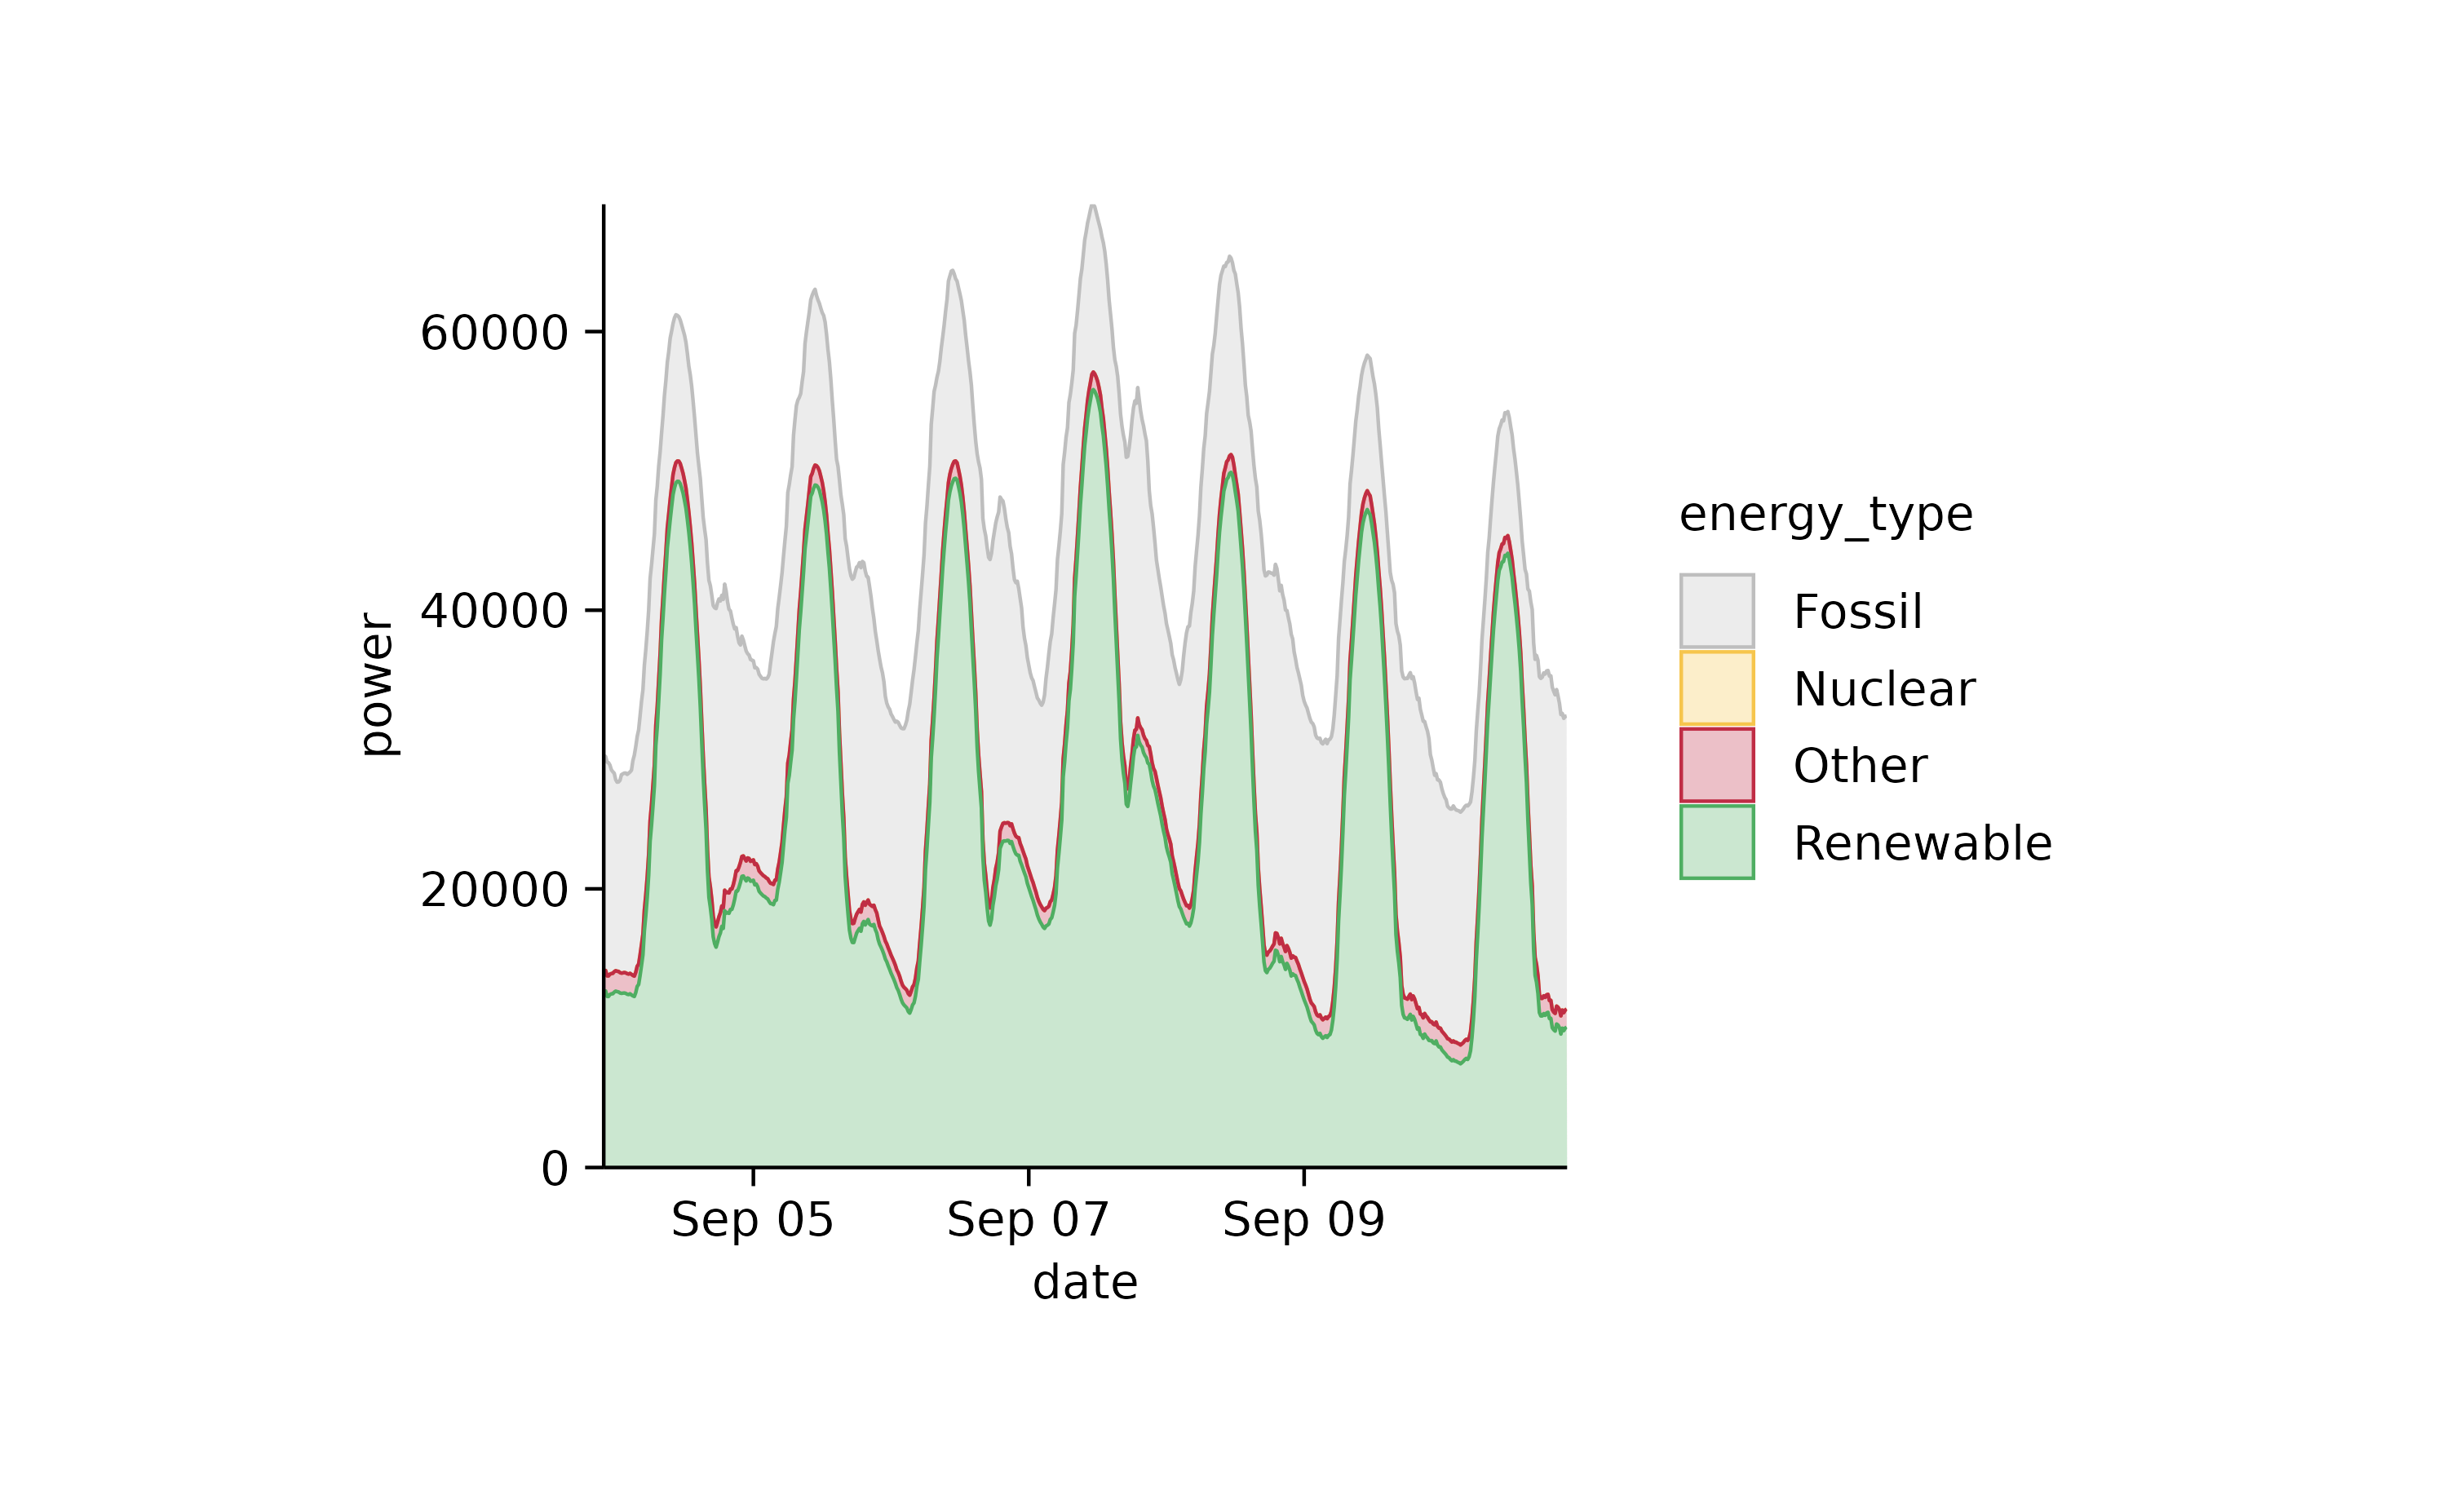 power
60000
40000
20000
0
Sep 05
Sep 07
Sep 09
date
energy_type
Fossil
Nuclear
Other
Renewable